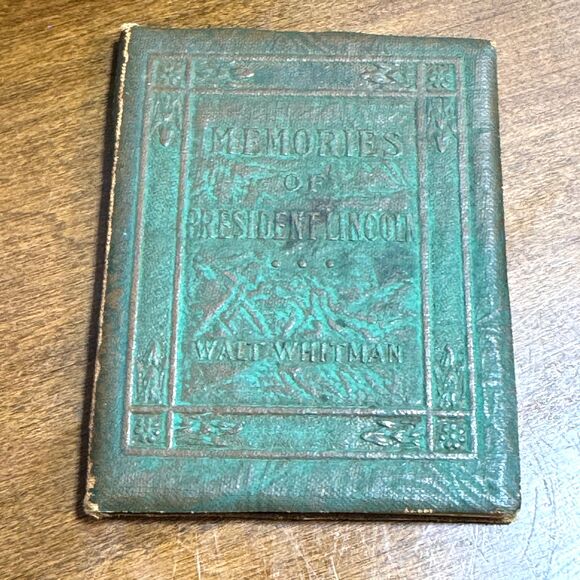 MEMORIES
OF
PRESIDENT LINCOLN
WALT WHITMAN